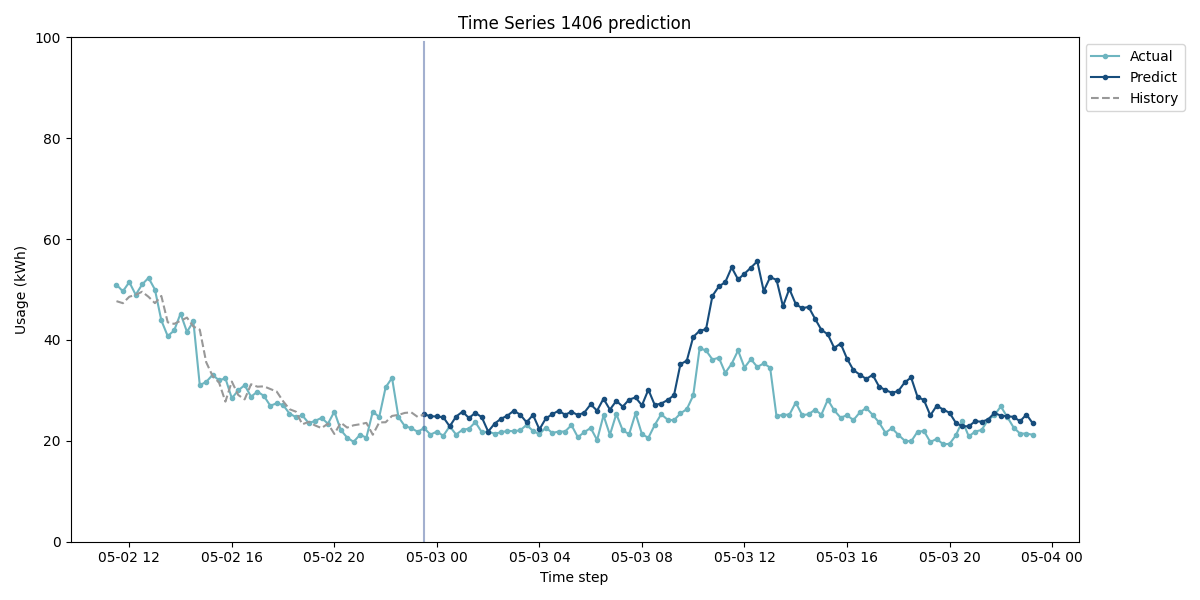 Time Series 1406 prediction
Actual
Predict
History
Usage (kWh)
100
80
60
40
20
0
05-02 12 05-02 16 05-02 20 05-03 00 05-03 04 05-03 08 05-03 12 05-03 16 05-03 20 05-04 00
Time step